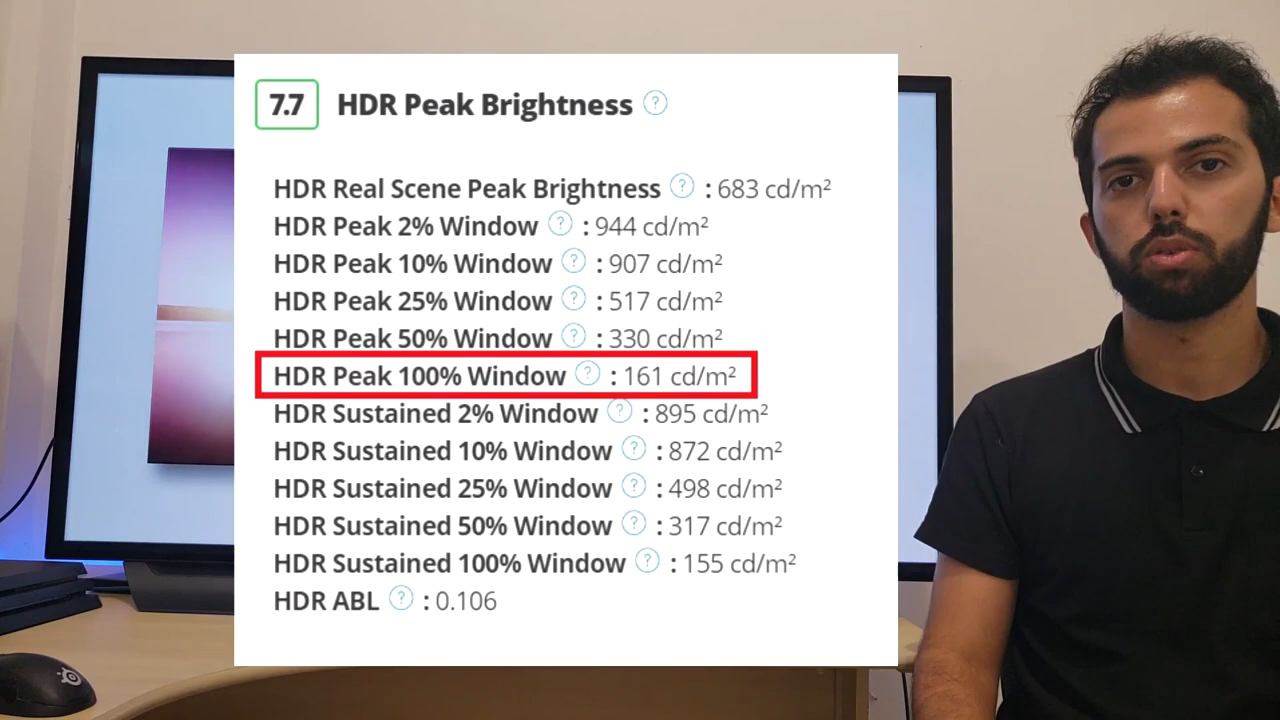 7.7 HDR Peak Brightness ?
HDR Real Scene Peak Brightness ? : 683 cd/m²
HDR Peak 2% Window ? : 944 cd/m²
HDR Peak 10% Window ? : 907 cd/m²
HDR Peak 25% Window ? : 517 cd/m²
HDR Peak 50% Window ? : 330 cd/m²
HDR Peak 100% Window ? : 161 cd/m²
HDR Sustained 2% Window ? : 895 cd/m²
HDR Sustained 10% Window ? : 872 cd/m²
HDR Sustained 25% Window ? : 498 cd/m²
HDR Sustained 50% Window ? : 317 cd/m²
HDR Sustained 100% Window ? : 155 cd/m²
HDR ABL ? : 0.106